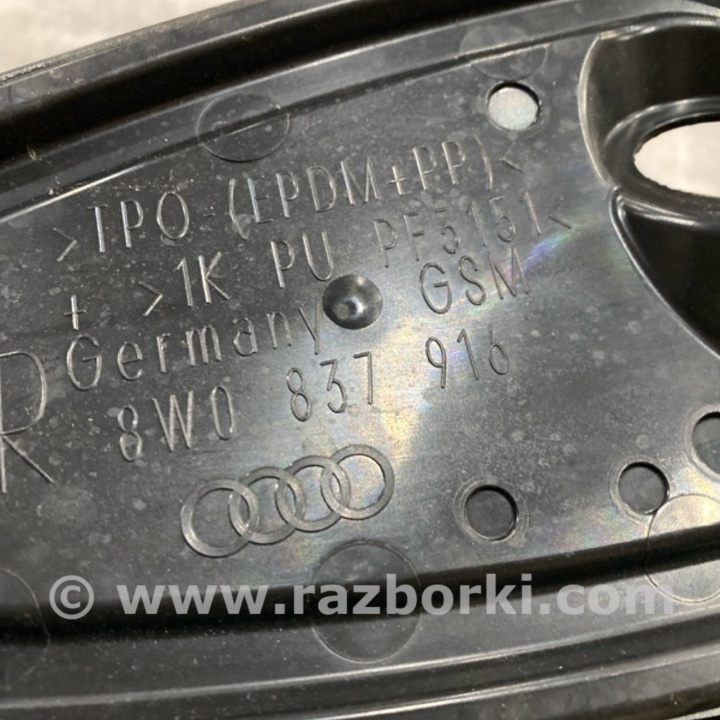 >TPO-(EPDM+PP)<
+ >1K PU PF5151<
Germany GSM
R 8W0 837 916
© www.razborki.com